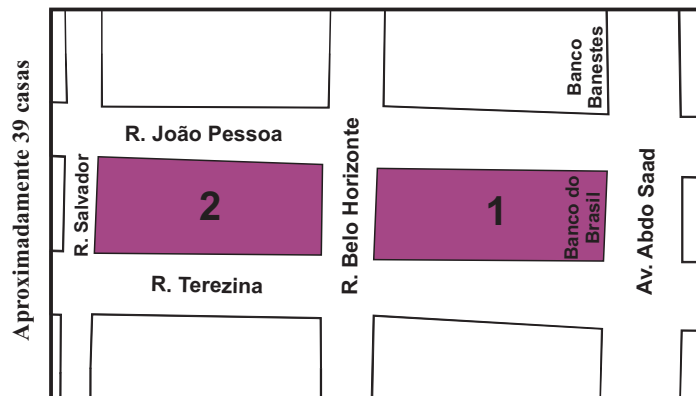 Aproximadamente 39 casas
Banco
Banestes
R. João Pessoa
R. Salvador
2
R. Belo Horizonte
1
Banco do
Brasil
Av. Abdo Saad
R. Terezina